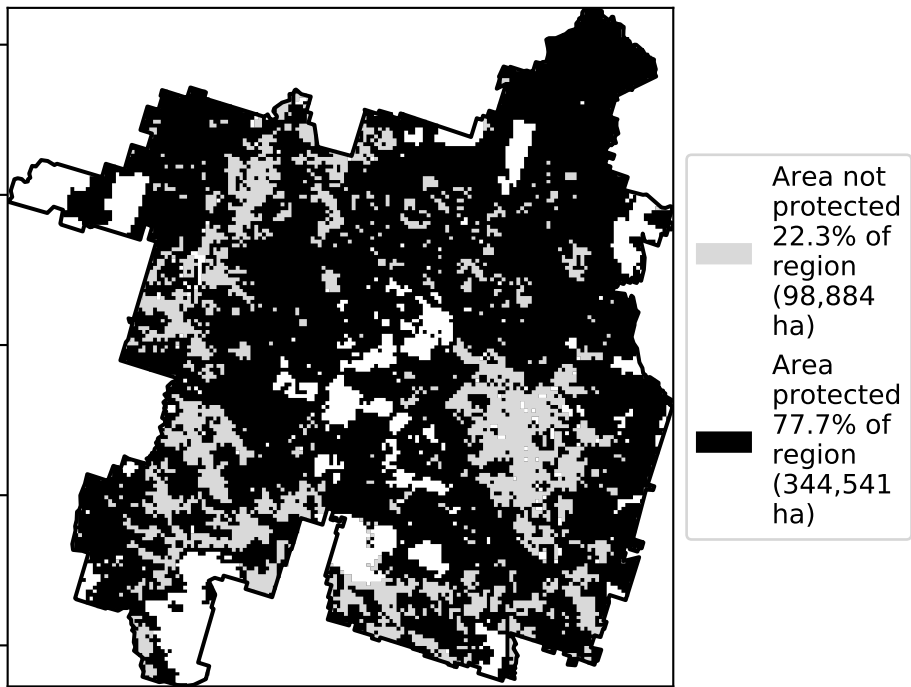 Area not
protected
22.3% of
region
(98,884
ha)
Area
protected
77.7% of
region
(344,541
ha)